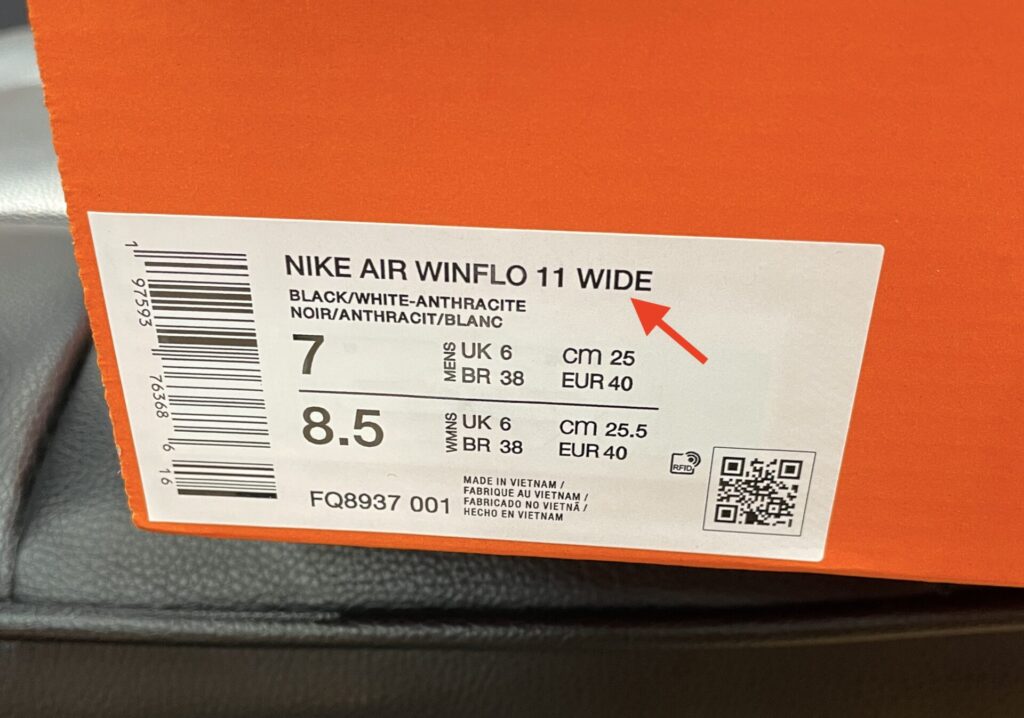 NIKE AIR WINFLO 11 WIDE
BLACK/WHITE-ANTHRACITE
NOIR/ANTHRACIT/BLANC
7 MENS UK 6 cm 25
BR 38 EUR 40
8.5 WMNS UK 6 cm 25.5
BR 38 EUR 40
FQ8937 001
MADE IN VIETNAM /
FABRIQUE AU VIETNAM /
FABRICADO NO VIETNÃ /
HECHO EN VIETNAM
RFID
1 97593 76368 6 16